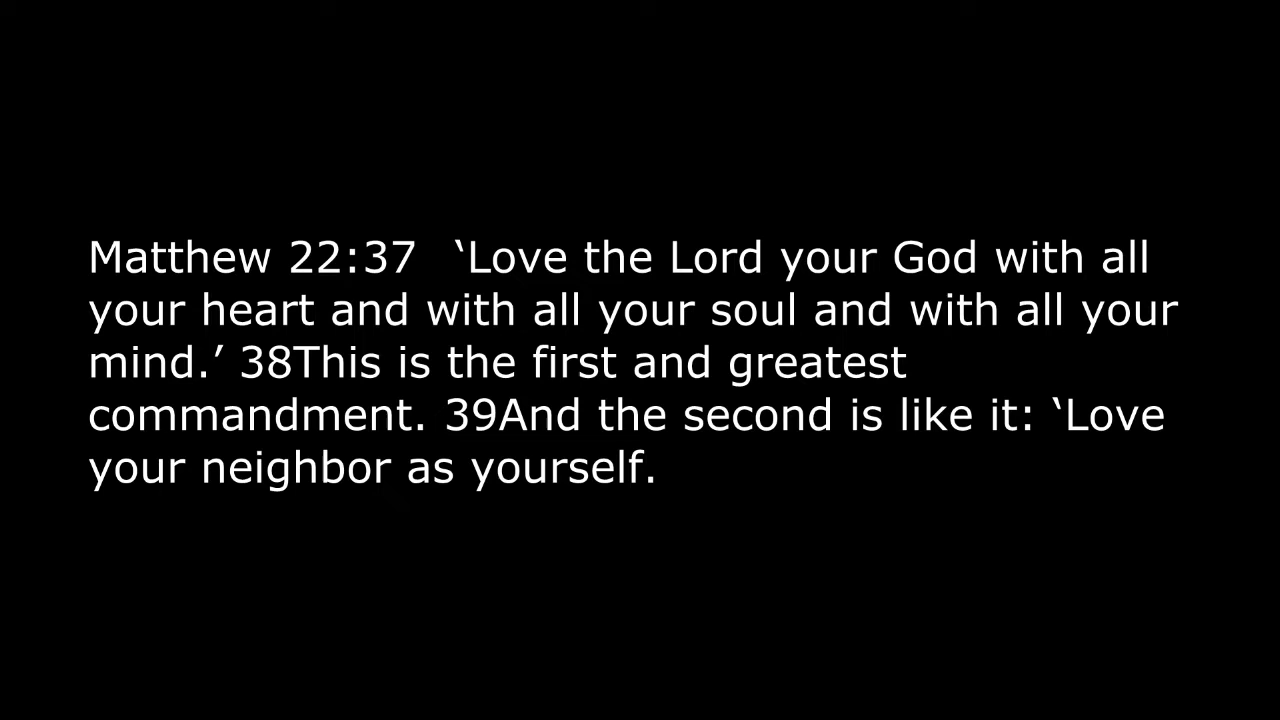 Matthew 22:37  ‘Love the Lord your God with all
your heart and with all your soul and with all your
mind.’ 38This is the first and greatest
commandment. 39And the second is like it: ‘Love
your neighbor as yourself.